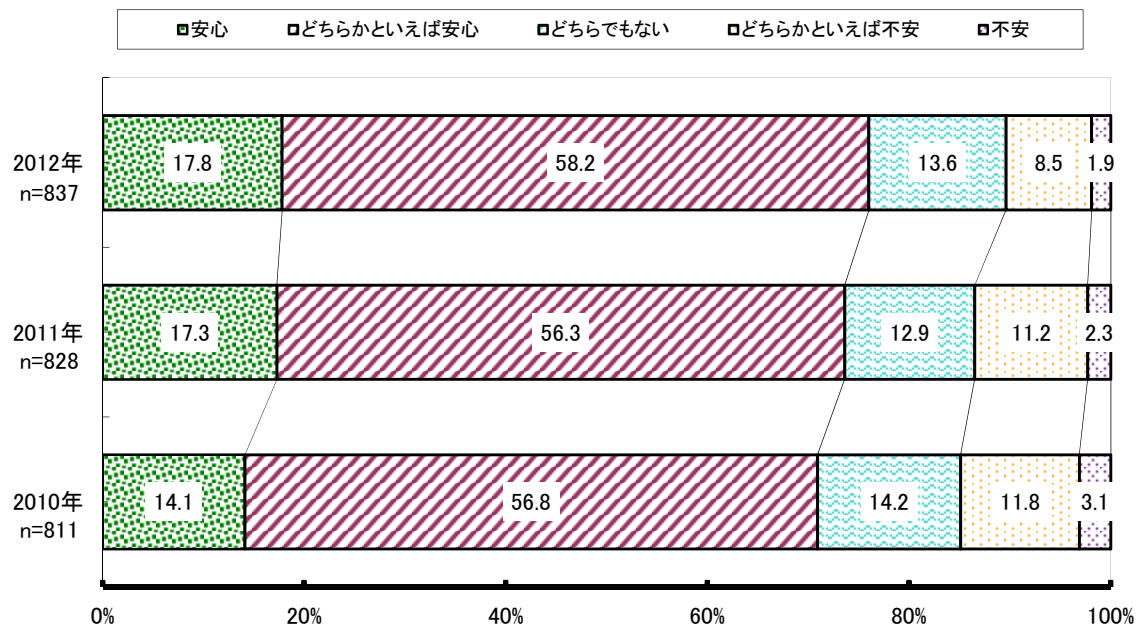 安心 どちらかといえば安心 どちらでもない どちらかといえば不安 不安
2012年 17.8 58.2 13.6 8.5 1.9
n=837
2011年 17.3 56.3 12.9 11.2 2.3
n=828
2010年 14.1 56.8 14.2 11.8 3.1
n=811
0% 20% 40% 60% 80% 100%